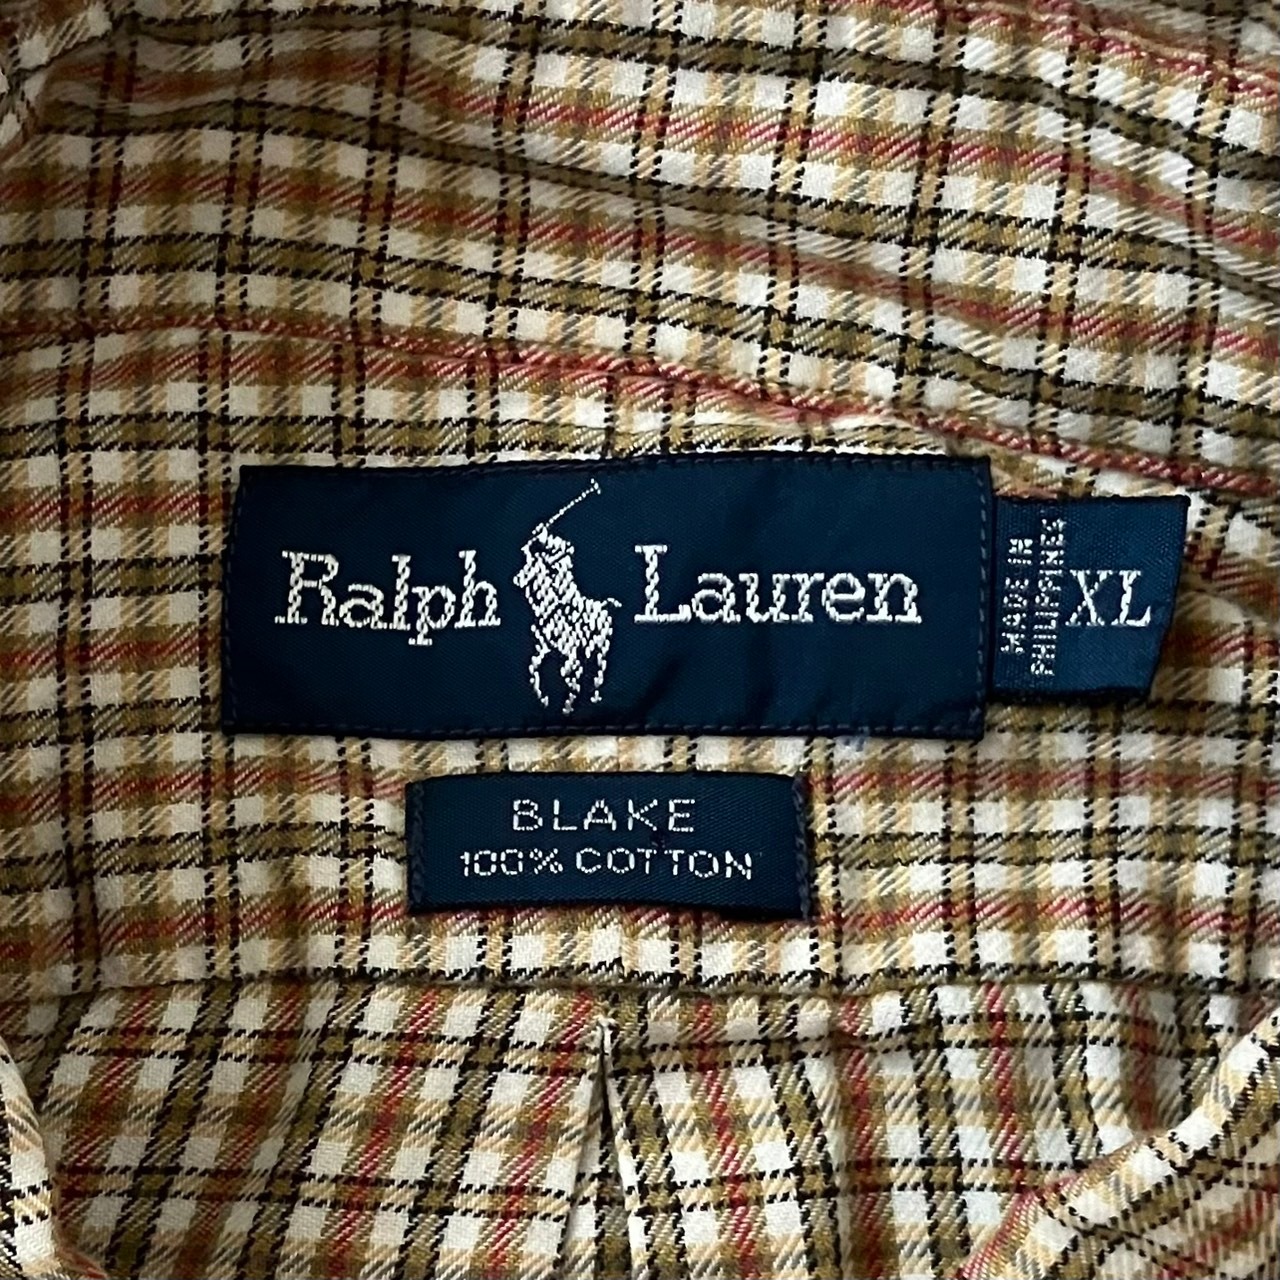 Ralph Lauren
MADE IN
PHILIPPINES
XL
BLAKE
100% COTTON